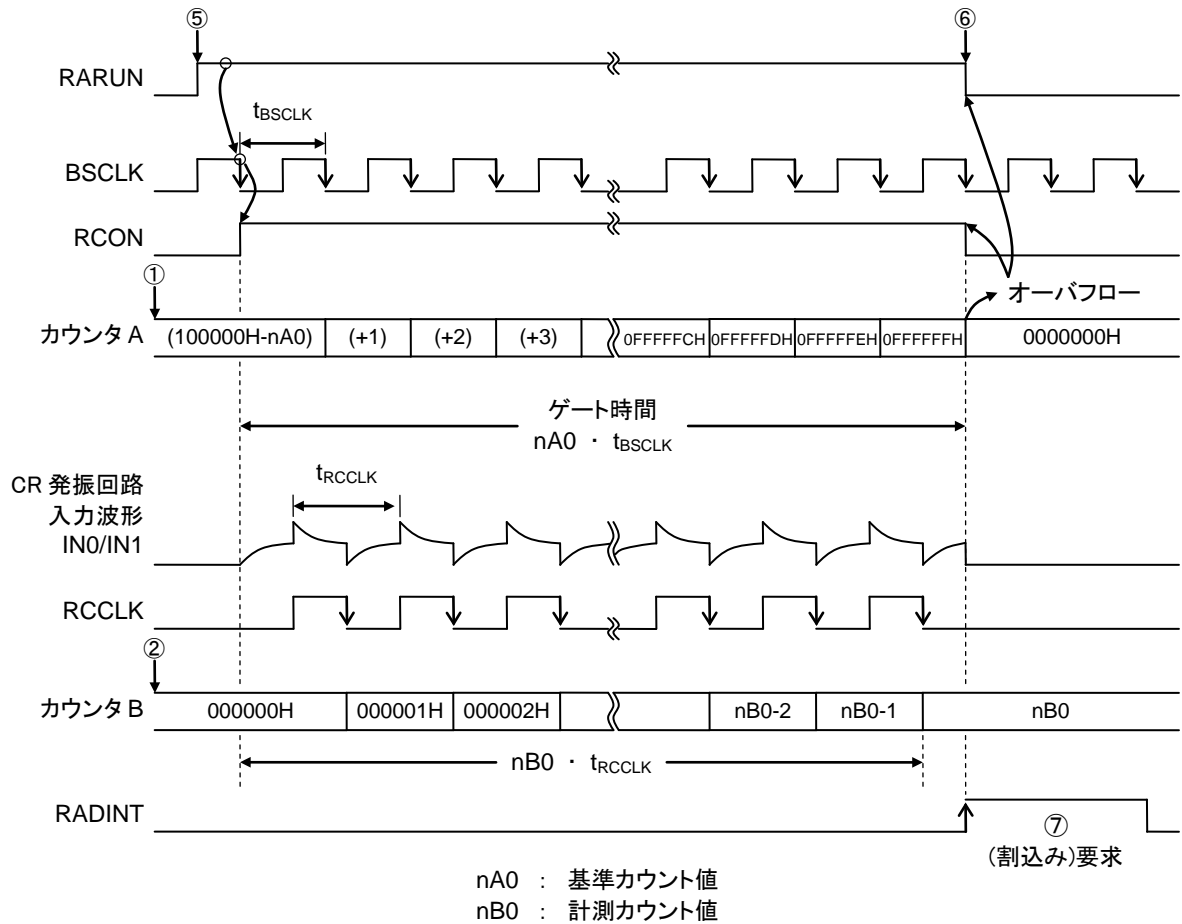 ⑤ ⑥
RARUN
tBSCLK
BSCLK
RCON
①
オーバフロー
カウンタ A (100000H-nA0) (+1) (+2) (+3) 0FFFFFCH 0FFFFFDH 0FFFFFEH 0FFFFFFH 0000000H
ゲート時間
nA0 ・ tBSCLK
tRCCLK
CR 発振回路
入力波形
IN0/IN1
RCCLK
②
カウンタ B 000000H 000001H 000002H nB0-2 nB0-1 nB0
nB0 ・ tRCCLK
RADINT
⑦
(割込み)要求
nA0 : 基準カウント値
nB0 : 計測カウント値